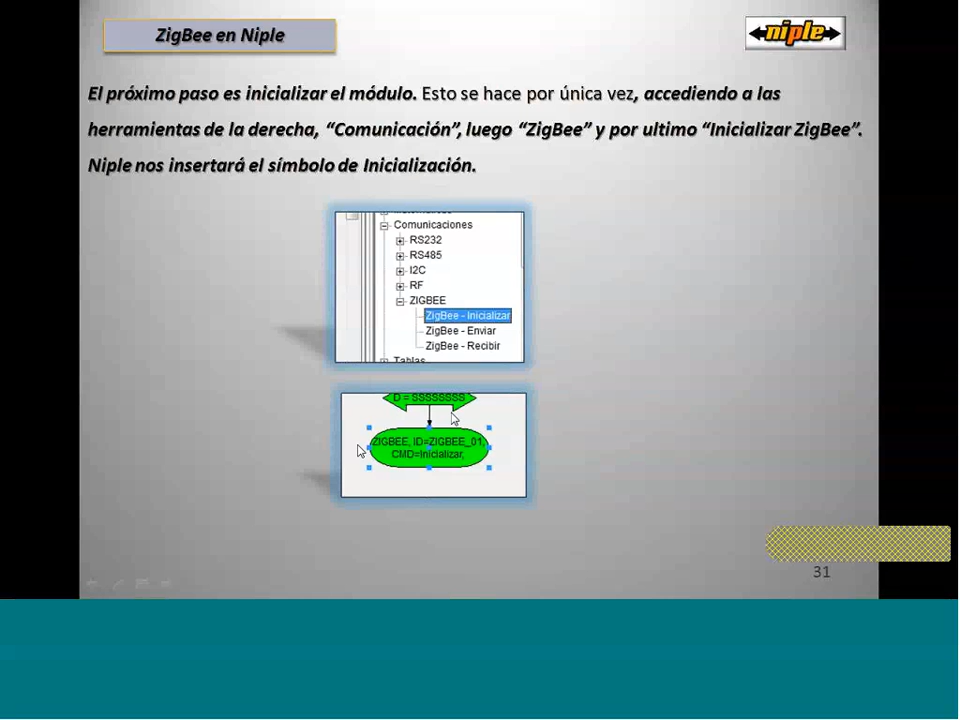 ZigBee en Niple
niple
El próximo paso es inicializar el módulo. Esto se hace por única vez, accediendo a las
herramientas de la derecha, “Comunicación”, luego “ZigBee” y por ultimo “Inicializar ZigBee”.
Niple nos insertará el símbolo de Inicialización.
Comunicaciones
RS232
RS485
I2C
RF
ZIGBEE
ZigBee - Inicializar
ZigBee - Enviar
ZigBee - Recibir
Tablas
D = SSSSSSSS
ZIGBEE, ID=ZIGBEE_01,
CMD=Inicializar,
31